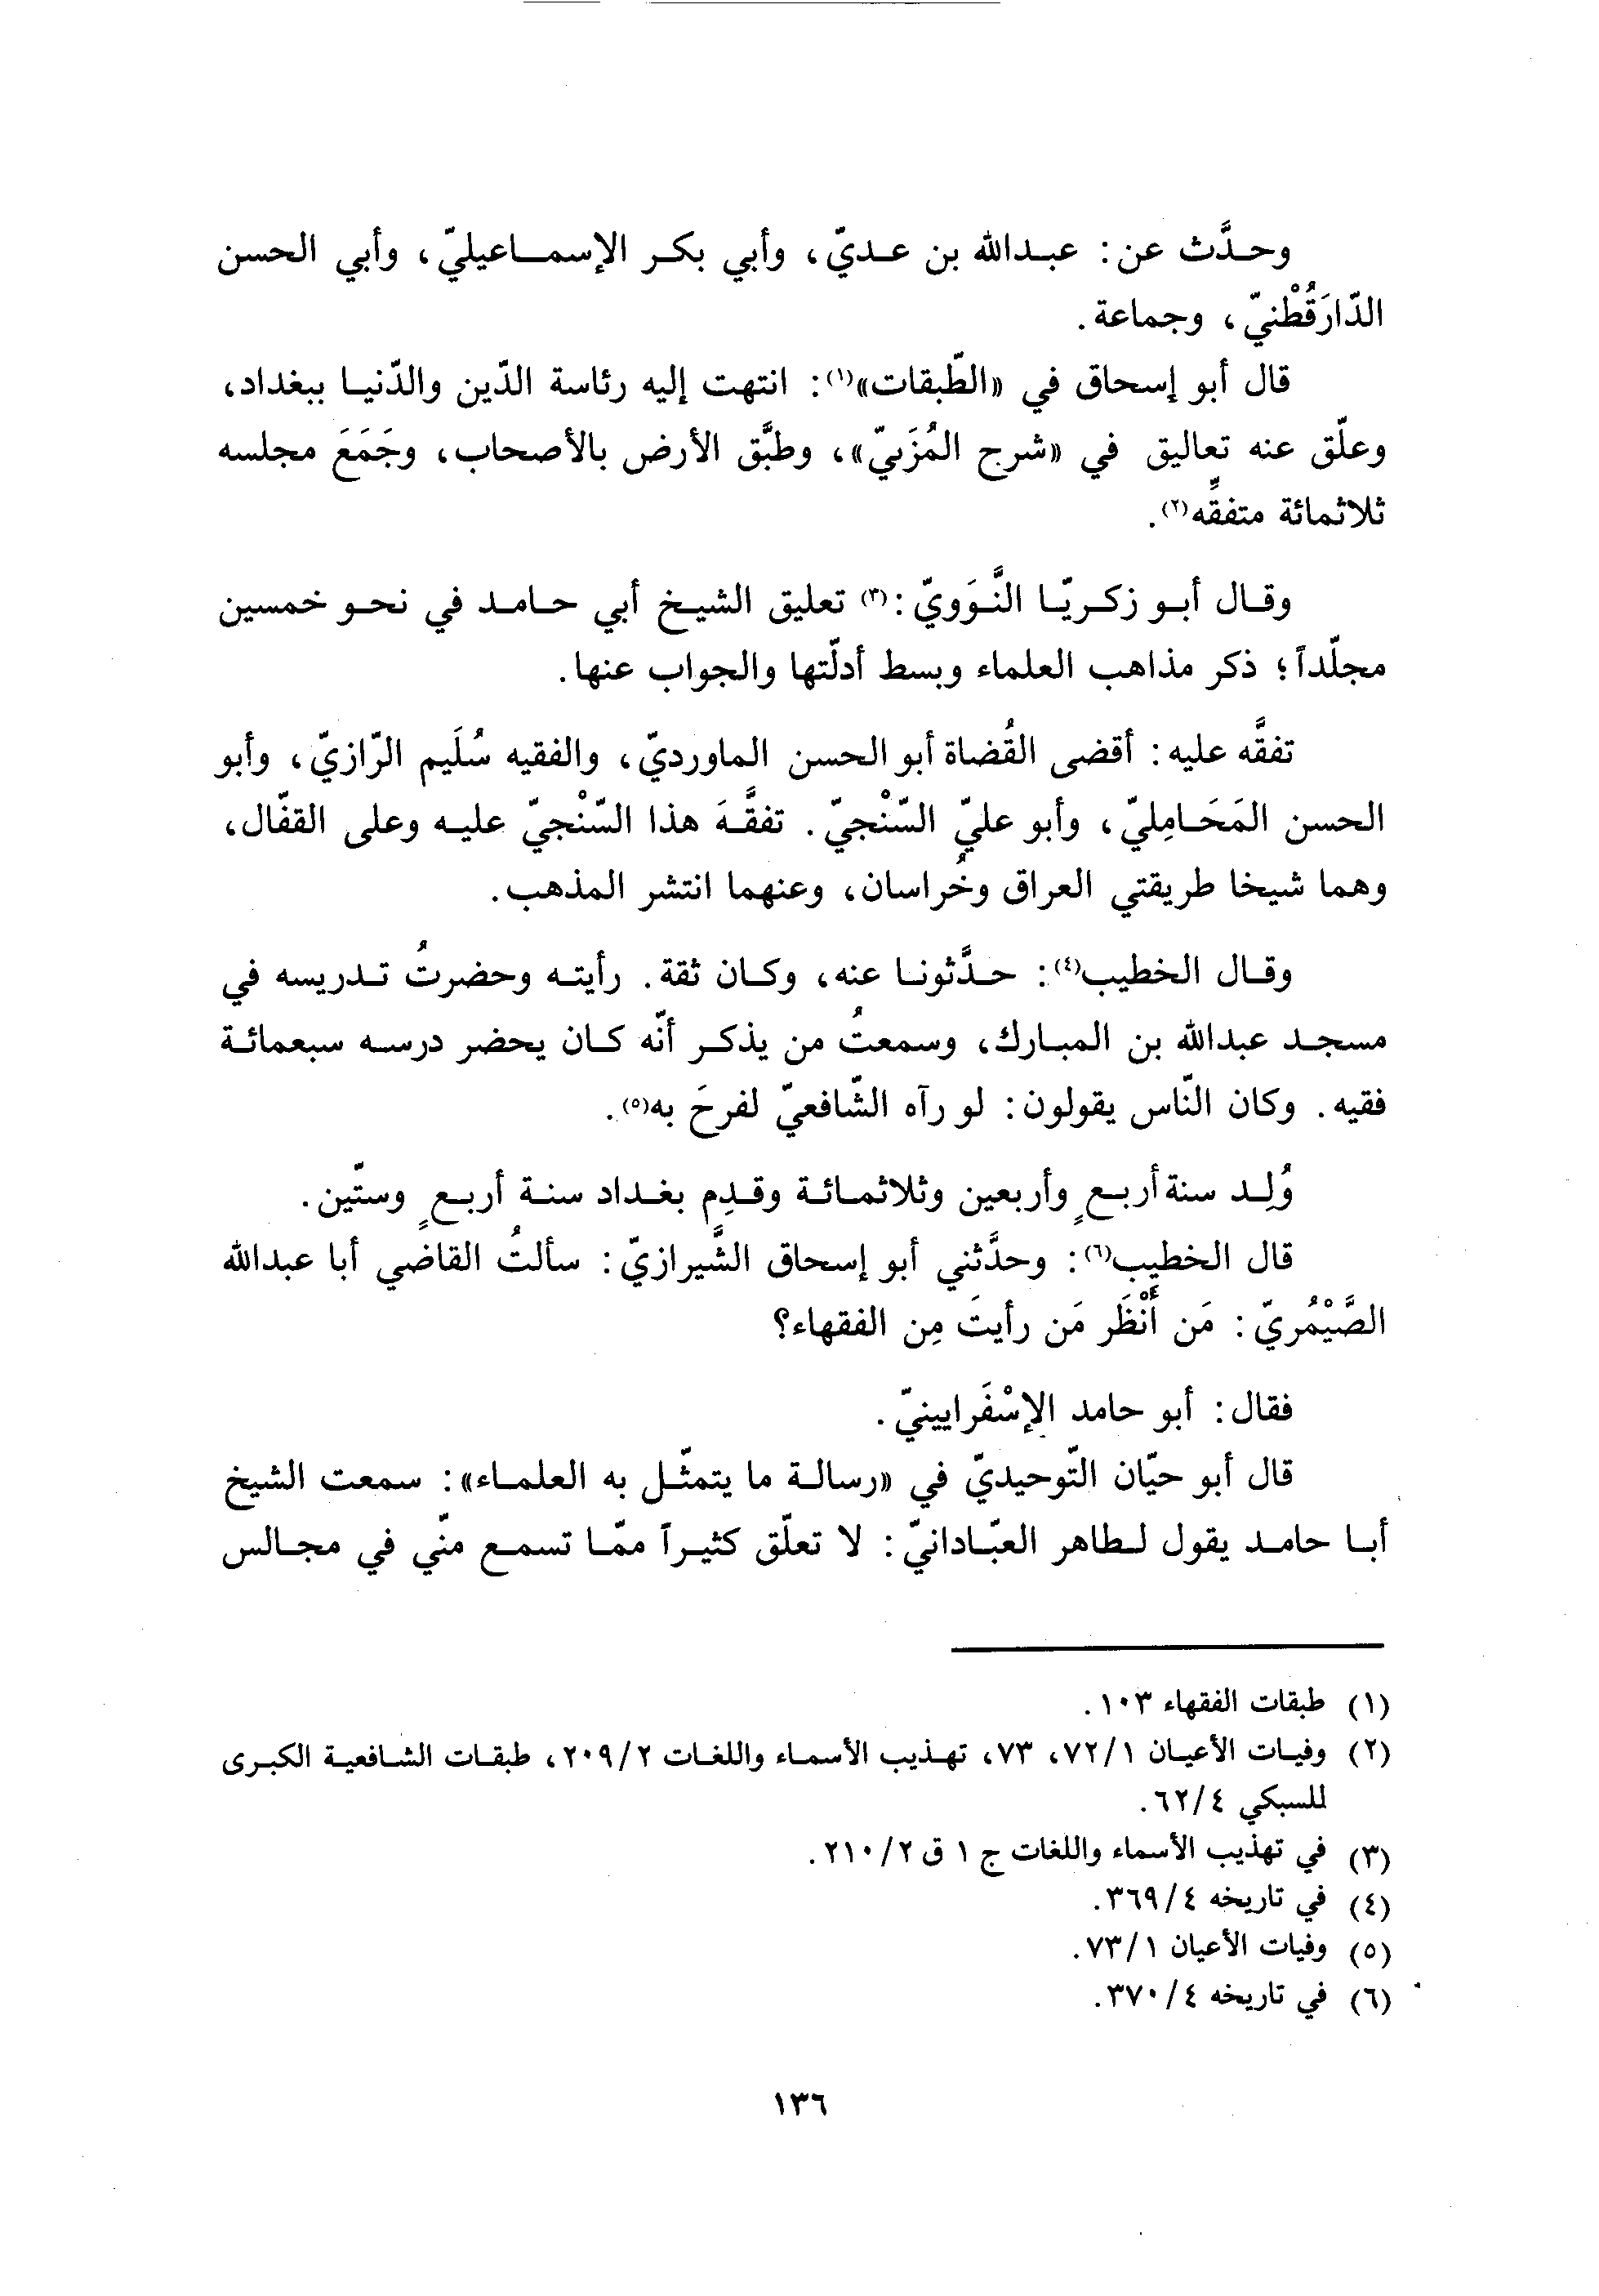 وحدَّث عن: عبدالله بن عديّ، وأبي بكر الإسماعيليّ، وأبي الحسن
الدّارَقُطْنيّ، وجماعة.
قال أبو إسحاق في «الطّبقات»(١): انتهت إليه رئاسة الدّين والدّنيا ببغداد،
وعلّق عنه تعاليق في «شرح المُزَنيّ»، وطبَّق الأرض بالأصحاب، وجَمَعَ مجلسه
ثلاثمائة متفقِّه(٢).
وقال أبو زكريّا النَّوَويّ:(٣) تعليق الشيخ أبي حامد في نحو خمسين
مجلّداً؛ ذكر مذاهب العلماء وبسط أدلّتها والجواب عنها.
تفقَّه عليه: أقضى القُضاة أبو الحسن الماورديّ، والفقيه سُلَيم الرّازيّ، وأبو
الحسن المَحَامِليّ، وأبو عليّ السّنْجيّ. تفقَّهَ هذا السّنْجيّ عليه وعلى القفّال،
وهما شيخا طريقتي العراق وخُراسان، وعنهما انتشر المذهب.
وقال الخطيب(٤): حدَّثونا عنه، وكان ثقة. رأيته وحضرتُ تدريسه في
مسجد عبدالله بن المبارك، وسمعتُ من يذكر أنّه كان يحضر درسه سبعمائة
فقيه. وكان النّاس يقولون: لو رآه الشّافعيّ لفرحَ به(٥).
وُلِد سنة أربعٍ وأربعين وثلاثمائة وقدِم بغداد سنة أربعٍ وستّين.
قال الخطيب(٦): وحدَّثني أبو إسحاق الشَّيرازيّ: سألتُ القاضي أبا عبدالله
الصَّيْمُريّ: مَن أَنْظَر مَن رأيتَ مِن الفقهاء؟
فقال: أبو حامد الإسْفَرايينيّ.
قال أبو حيّان التّوحيديّ في «رسالة ما يتمثّل به العلماء»: سمعت الشيخ
أبا حامد يقول لطاهر العبّادانيّ: لا تعلّق كثيراً ممّا تسمع منّي في مجالس
(١) طبقات الفقهاء ١٠٣.
(٢) وفيات الأعيان ٧٢/١، ٧٣، تهذيب الأسماء واللغات ٢٠٩/٢، طبقات الشافعية الكبرى
للسبكي ٦٢/٤.
(٣) في تهذيب الأسماء واللغات ج ١ ق ٢١٠/٢.
(٤) في تاريخه ٣٦٩/٤.
(٥) وفيات الأعيان ٧٣/١.
(٦) في تاريخه ٣٧٠/٤.
١٣٦